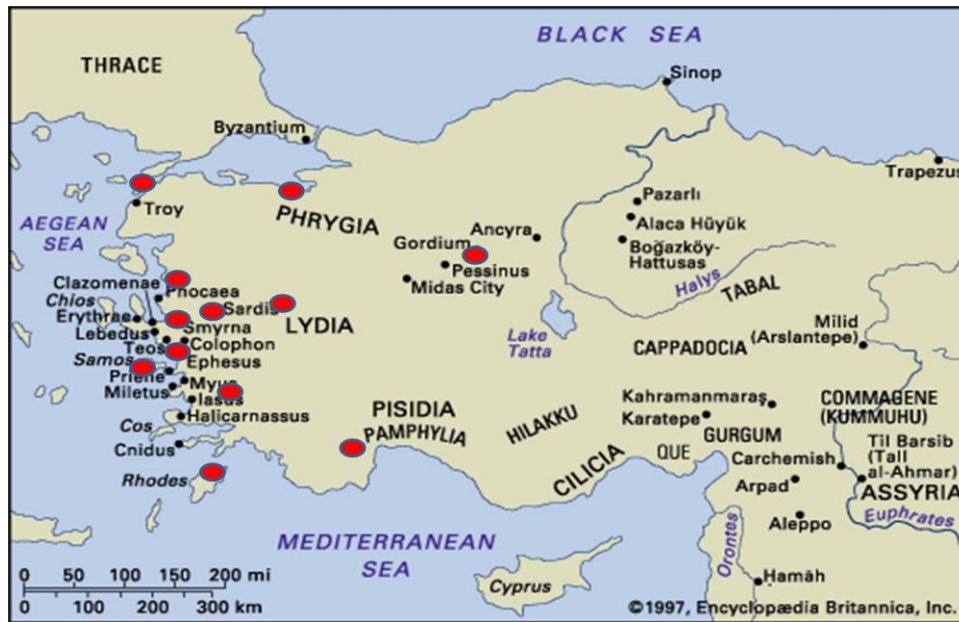 BLACK SEA
THRACE
Sinop
Byzantium
Trapezus
Troy
PHRYGIA
Pazarlı
AEGEAN
SEA
Ancyra
Alaca Hüyük
Gordium
Boğazköy-
Hattusas
Pessinus
Midas City
Halys
TABAL
Clazomenae
Phocaea
Chios
Erythrae
Sardis
LYDIA
Smyrna
Lebedus
Colophon
Teos
Lake
Tatta
Milid
(Arslantepe)
CAPPADOCIA
Samos
Ephesus
Priene
Myus
Miletus
Iasus
Halicarnassus
PISIDIA
PAMPHYLIA
HILAKKU
Kahramanmaraş
Karatepe
COMMAGENE
(KUMMUHU)
Cos
Cnidus
CILICIA
QUE
GURGUM
Til Barsib
(Tall
al-Ahmar)
Carchemish
Rhodes
Arpad
ASSYRIA
Euphrates
Aleppo
MEDITERRANEAN
SEA
Orontes
Cyprus
Ḥamāh
0 50 100 150 200 mi
0 100 200 300 km
©1997, Encyclopædia Britannica, Inc.